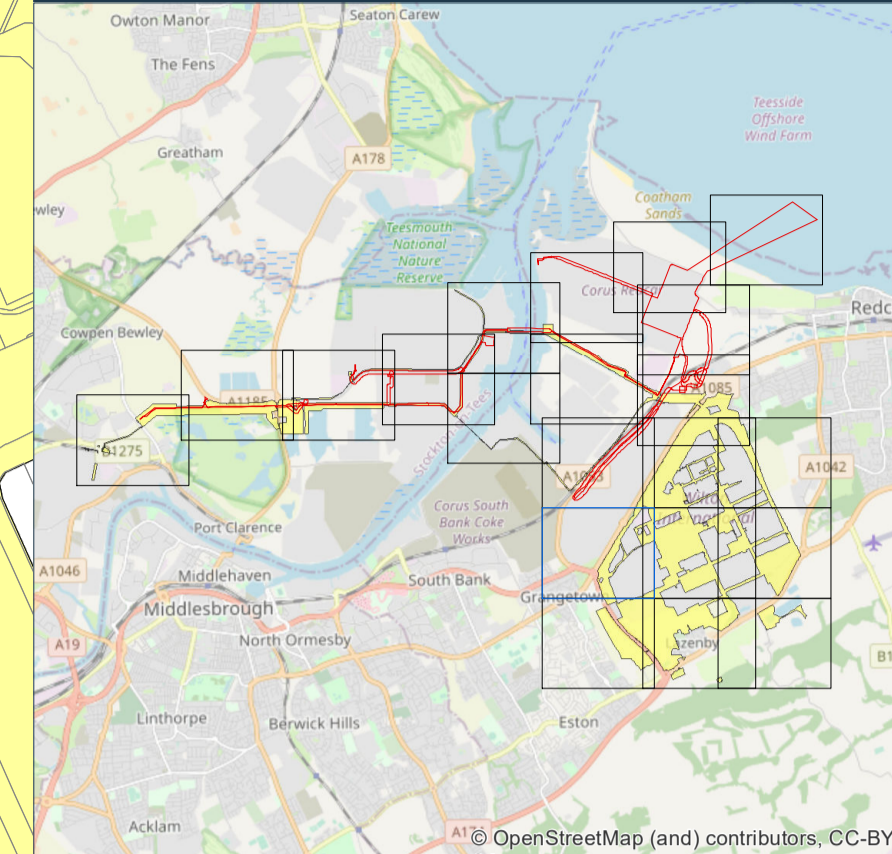 Owton Manor
Seaton Carew
The Fens
Teesside
Offshore
Wind Farm
A178
Greatham
Coatham
Sands
wley
Teesmouth
National
Nature
Reserve
Corus
Redc
Cowpen Bewley
A1185
A1085
Stockton-on-Tees
A1275
A1042
Corus South
Bank Coke
Works
Port Clarence
A1046
Middlehaven
South Bank
Grangetown
Middlesbrough
A19
North Ormesby
Lazenby
B1
Linthorpe
Berwick Hills
Eston
Acklam
© OpenStreetMap (and) contributors, CC-BY